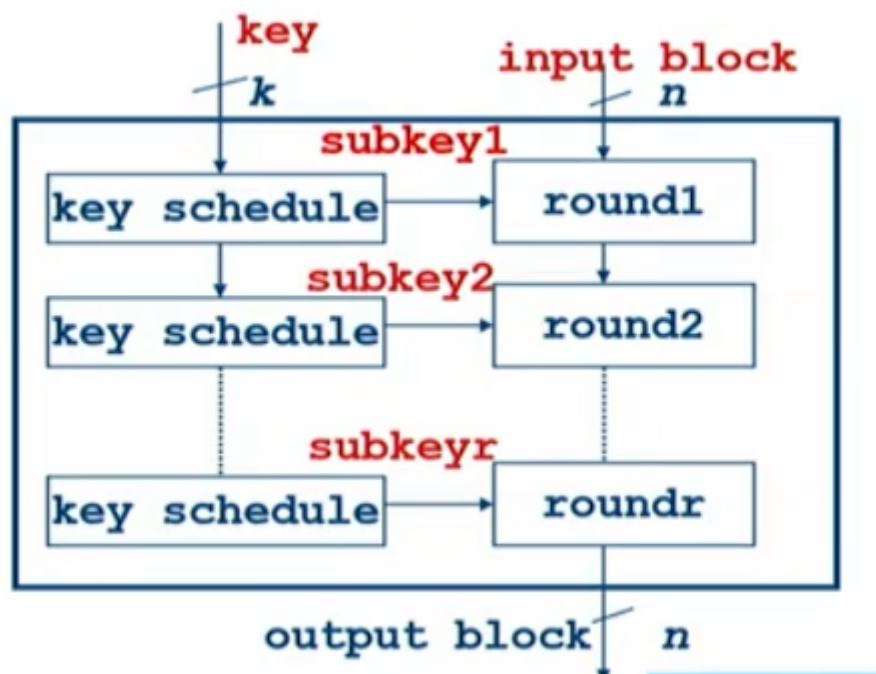 key
input block
k
n
subkey1
key schedule
round1
subkey2
key schedule
round2
subkeyr
key schedule
roundr
output block
n